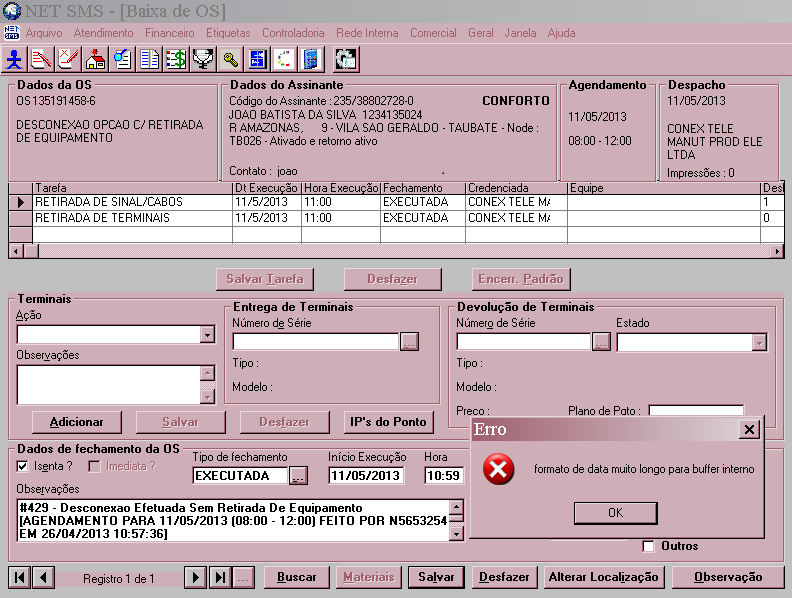 NET SMS - [Baixa de OS]
NET SMS Arquivo Atendimento Financeiro Etiquetas Controladoria Rede Interna Comercial Geral Janela Ajuda
Dados da OS
OS 135191458-6
DESCONEXAO OPCAO C/ RETIRADA
DE EQUIPAMENTO
Dados do Assinante
Código do Assinante : 235/38802728-0 CONFORTO
JOAO BATISTA DA SILVA 1234135024
R AMAZONAS, 9 - VILA SAO GERALDO - TAUBATE - Node :
TB026 - Ativado e retorno ativo
Contato : joao .
Agendamento
11/05/2013
08:00 - 12:00
Despacho
11/05/2013
CONEX TELE
MANUT PROD ELE
LTDA
Impressões : 0
Tarefa Dt Execução Hora Execução Fechamento Credenciada Equipe Desl
RETIRADA DE SINAL/CABOS 11/5/2013 11:00 EXECUTADA CONEX TELE MA 1
RETIRADA DE TERMINAIS 11/5/2013 11:00 EXECUTADA CONEX TELE MA 0
Salvar Tarefa Desfazer Encerr. Padrão
Terminais
Ação
Observações
Adicionar Salvar Desfazer IP's do Ponto
Entrega de Terminais
Número de Série
...
Tipo :
Modelo :
Devolução de Terminais
Número de Série Estado
...
Tipo :
Modelo :
Preço : Plano de Pgto :
Dados de fechamento da OS
Isenta ? Imediata ?
Tipo de fechamento Início Execução Hora
EXECUTADA ... 11/05/2013 10:59
Observações
#429 - Desconexao Efetuada Sem Retirada De Equipamento
[AGENDAMENTO PARA 11/05/2013 (08:00 - 12:00) FEITO POR N5653254
EM 26/04/2013 10:57:36]
Erro
formato de data muito longo para buffer interno
OK
Outros
Registro 1 de 1 ... Buscar Materiais Salvar Desfazer Alterar Localização Observação